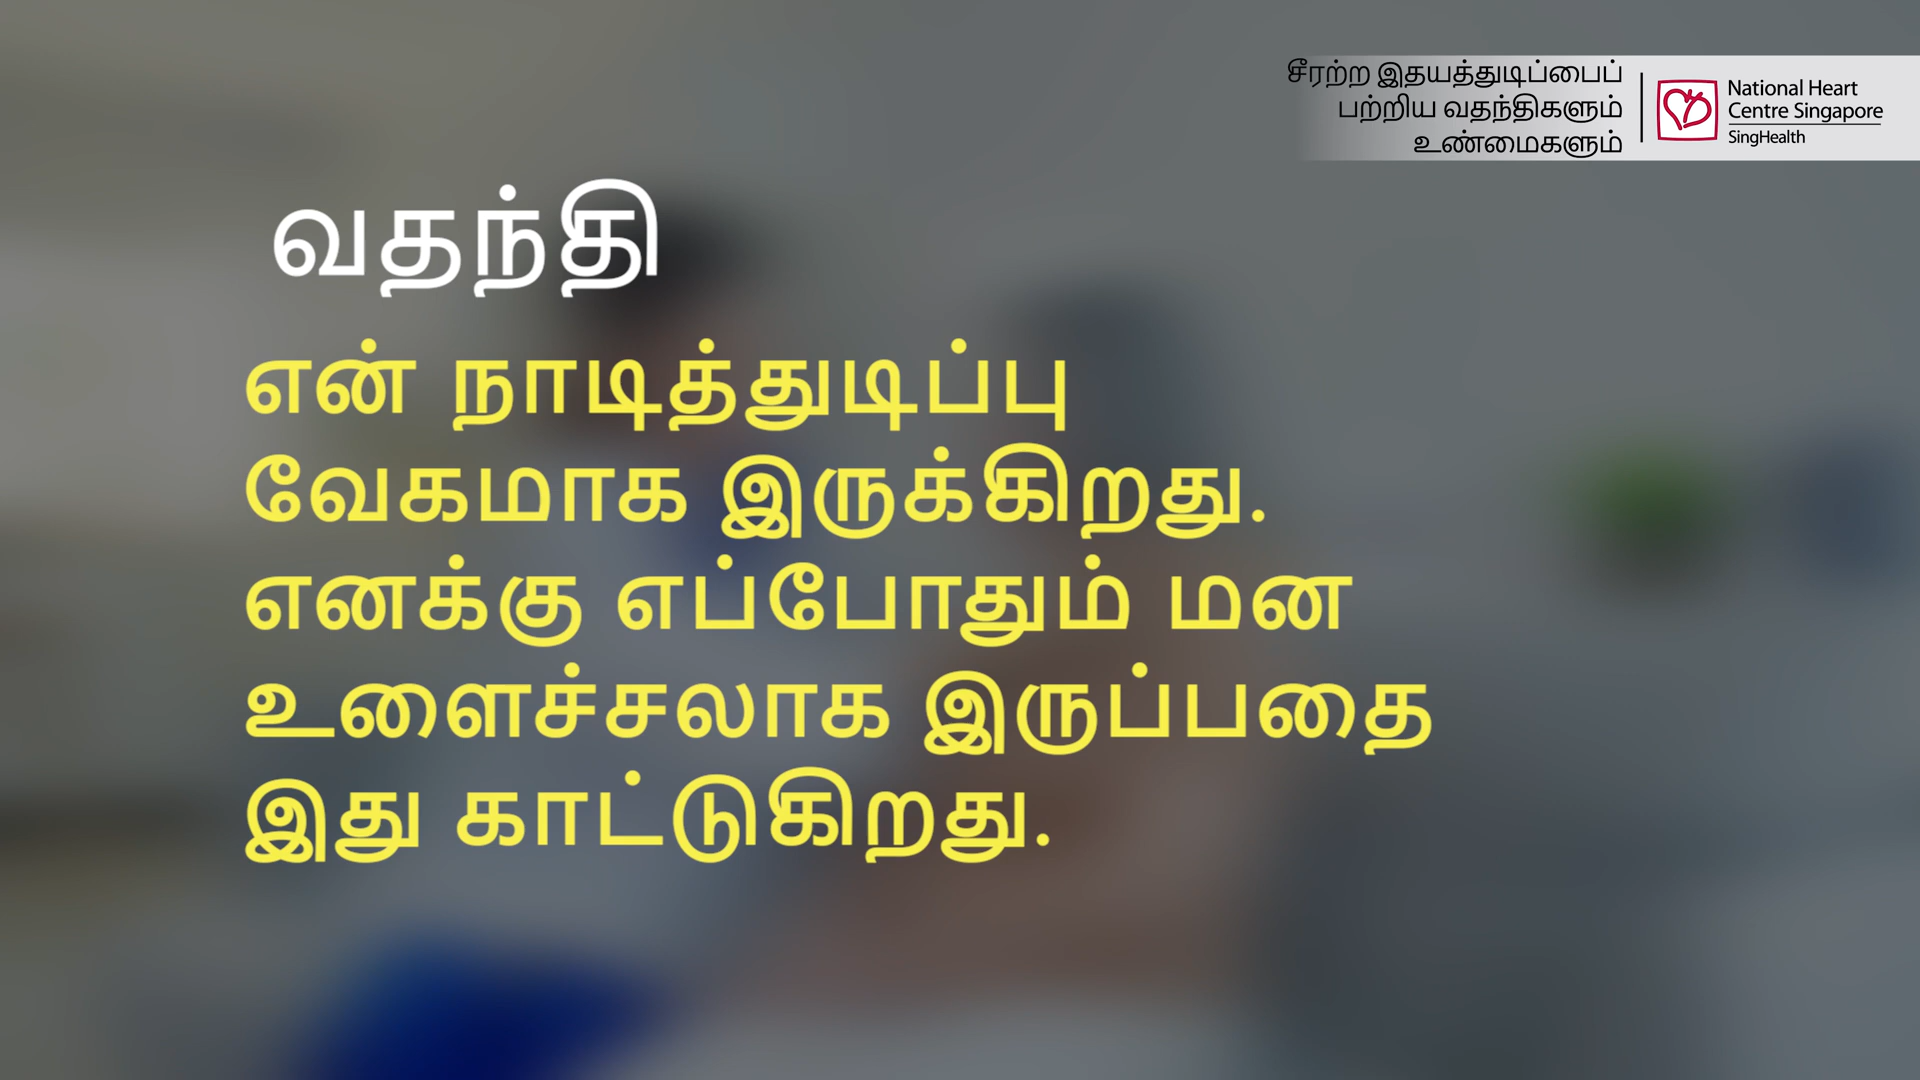 சீரற்ற இதயத்துடிப்பைப்
பற்றிய வதந்திகளும்
உண்மைகளும்
National Heart
Centre Singapore
SingHealth
வதந்தி
என் நாடித்துடிப்பு
வேகமாக இருக்கிறது.
எனக்கு எப்போதும் மன
உளைச்சலாக இருப்பதை
இது காட்டுகிறது.